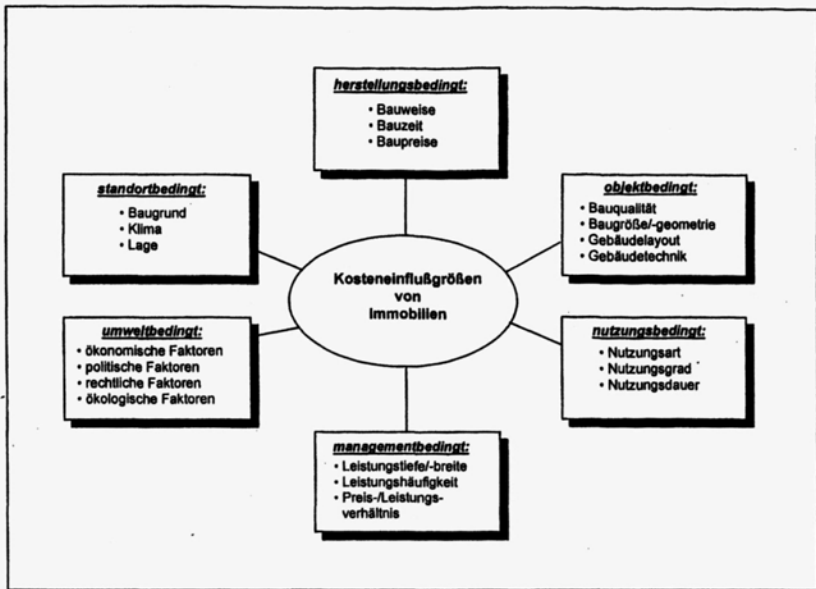 herstellungsbedingt:
• Bauweise
• Bauzeit
• Baupreise
standortbedingt:
• Baugrund
• Klima
• Lage
objektbedingt:
• Bauqualität
• Baugröße/-geometrie
• Gebäudelayout
• Gebäudetechnik
Kosteneinflußgrößen
von
Immobilien
umweltbedingt:
• ökonomische Faktoren
• politische Faktoren
• rechtliche Faktoren
• ökologische Faktoren
nutzungsbedingt:
• Nutzungsart
• Nutzungsgrad
• Nutzungsdauer
managementbedingt:
• Leistungstiefe/-breite
• Leistungshäufigkeit
• Preis-/Leistungs-
verhältnis